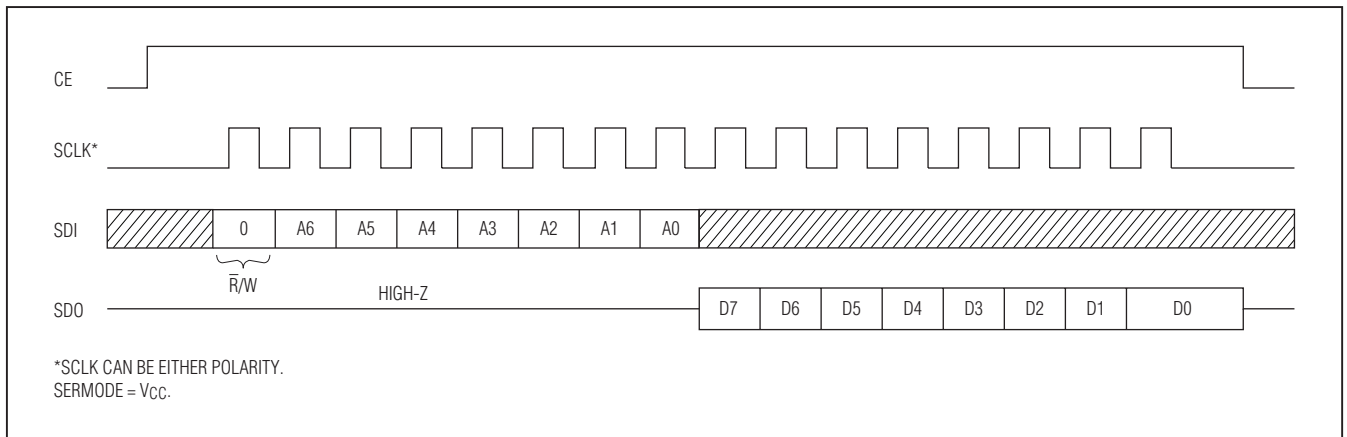 CE
SCLK*
SDI 0 A6 A5 A4 A3 A2 A1 A0
R̅/W
HIGH-Z
SDO D7 D6 D5 D4 D3 D2 D1 D0
*SCLK CAN BE EITHER POLARITY.
SERMODE = VCC.